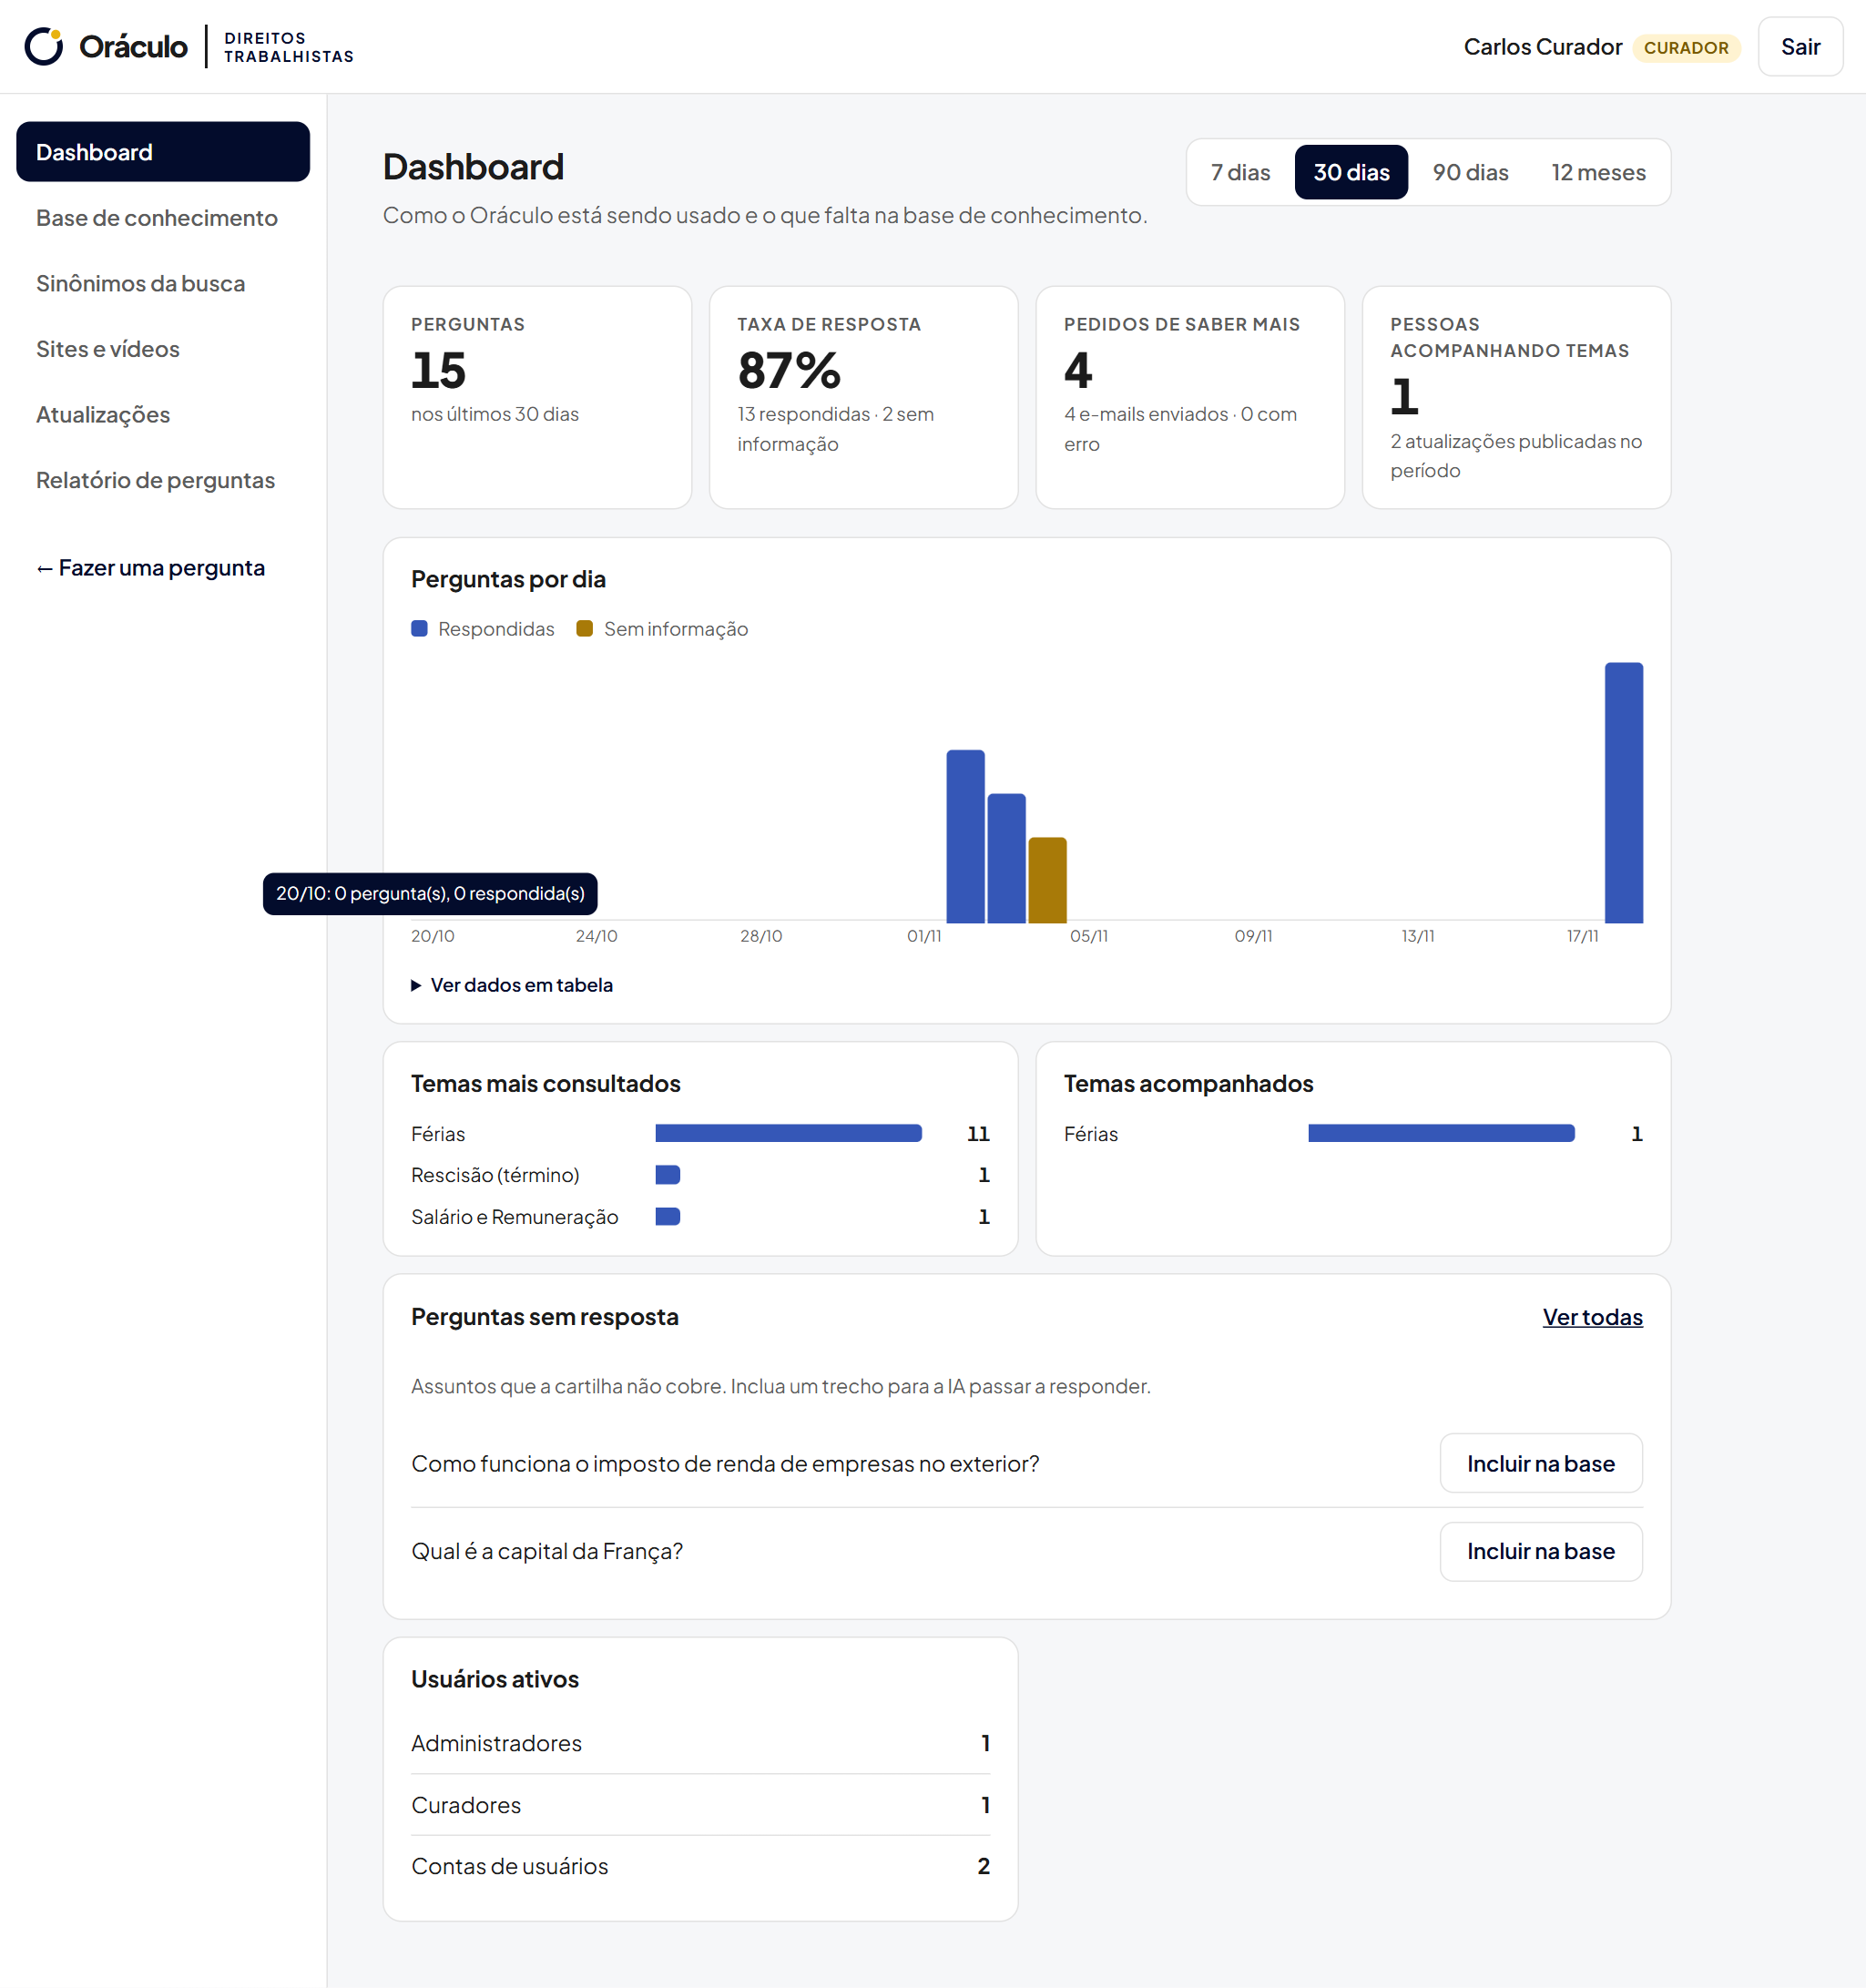 Oráculo
DIREITOS
TRABALHISTAS
Carlos Curador
CURADOR
Sair
Dashboard
Base de conhecimento
Sinônimos da busca
Sites e vídeos
Atualizações
Relatório de perguntas
← Fazer uma pergunta
Dashboard
Como o Oráculo está sendo usado e o que falta na base de conhecimento.
7 dias
30 dias
90 dias
12 meses
PERGUNTAS
15
nos últimos 30 dias
TAXA DE RESPOSTA
87%
13 respondidas · 2 sem
informação
PEDIDOS DE SABER MAIS
4
4 e-mails enviados · 0 com
erro
PESSOAS
ACOMPANHANDO TEMAS
1
2 atualizações publicadas no
período
Perguntas por dia
Respondidas
Sem informação
20/10: 0 pergunta(s), 0 respondida(s)
20/10
24/10
28/10
01/11
05/11
09/11
13/11
17/11
▶ Ver dados em tabela
Temas mais consultados
Férias 11
Rescisão (término) 1
Salário e Remuneração 1
Temas acompanhados
Férias 1
Perguntas sem resposta
Ver todas
Assuntos que a cartilha não cobre. Inclua um trecho para a IA passar a responder.
Como funciona o imposto de renda de empresas no exterior?
Incluir na base
Qual é a capital da França?
Incluir na base
Usuários ativos
Administradores 1
Curadores 1
Contas de usuários 2